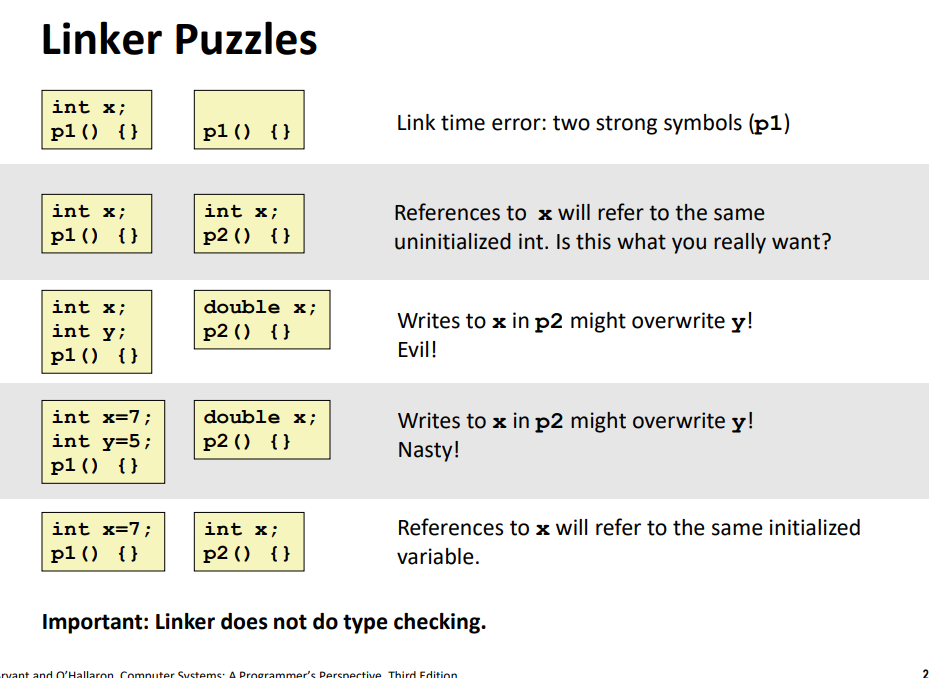 Linker Puzzles
int x;
p1() {}
p1() {}
Link time error: two strong symbols (p1)
int x;
p1() {}
int x;
p2() {}
References to x will refer to the same
uninitialized int. Is this what you really want?
int x;
int y;
p1() {}
double x;
p2() {}
Writes to x in p2 might overwrite y!
Evil!
int x=7;
int y=5;
p1() {}
double x;
p2() {}
Writes to x in p2 might overwrite y!
Nasty!
int x=7;
p1() {}
int x;
p2() {}
References to x will refer to the same initialized
variable.
Important: Linker does not do type checking.
ryant and O'Hallaron, Computer Systems: A Programmer's Perspective, Third Edition
2